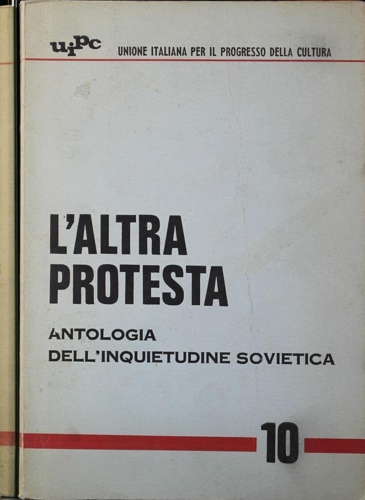 uipc UNIONE ITALIANA PER IL PROGRESSO DELLA CULTURA
L'ALTRA
PROTESTA
ANTOLOGIA
DELL'INQUIETUDINE SOVIETICA
10